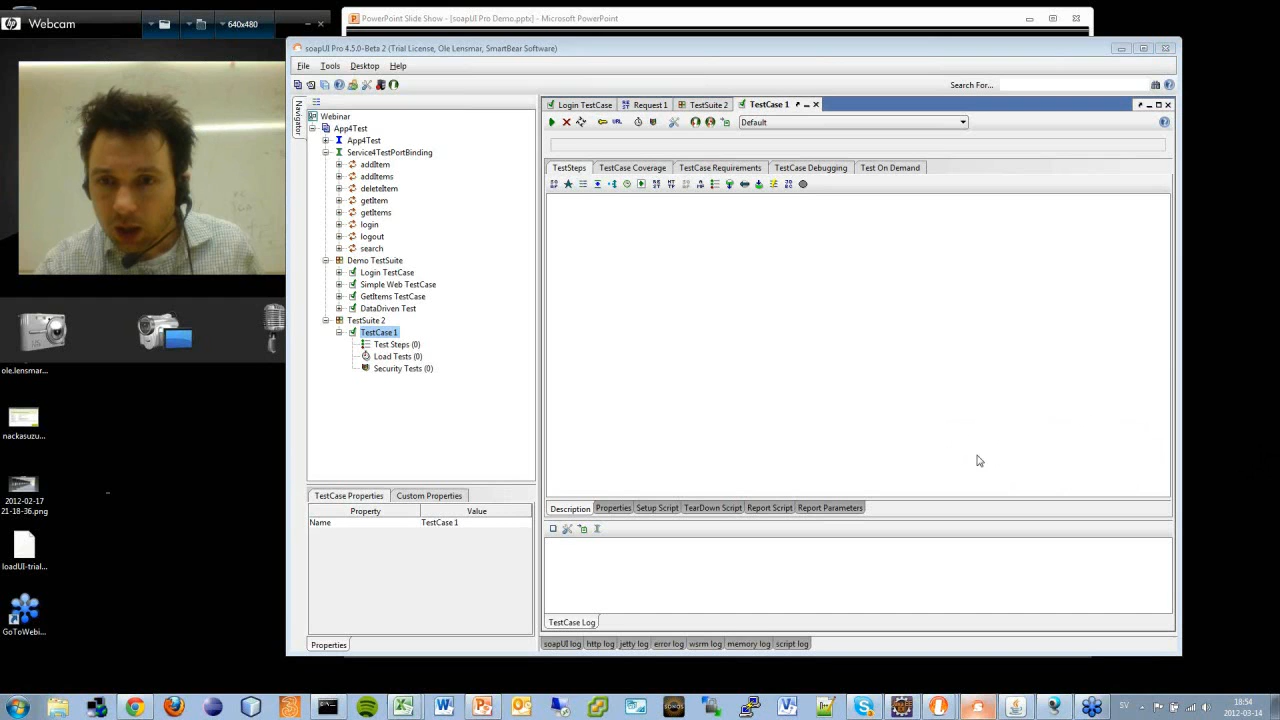 Webcam
640x480
PowerPoint Slide Show - [soapUI Pro Demo.pptx] - Microsoft PowerPoint
soapUI Pro 4.5.0-Beta 2 (Trial License, Ole Lensmar, SmartBear Software)
File Tools Desktop Help
Search For...
Navigator
Webinar
App4Test
App4Test
Service4TestPortBinding
addItem
addItems
deleteItem
getItem
getItems
login
logout
search
Demo TestSuite
Login TestCase
Simple Web TestCase
GetItems TestCase
DataDriven Test
TestSuite 2
TestCase 1
Test Steps (0)
Load Tests (0)
Security Tests (0)
TestCase Properties Custom Properties
Property Value
Name TestCase 1
Properties
Login TestCase Request 1 TestSuite 2 TestCase 1
URL Default
TestSteps TestCase Coverage TestCase Requirements TestCase Debugging Test On Demand
Description Properties Setup Script TearDown Script Report Script Report Parameters
TestCase Log
soapUI log http log jetty log error log wsrm log memory log script log
ole.lensmar...
nackasuzu...
2012-02-17
21-18-36.png
loadUI-trial...
GoToWebi...
SV
18:54
2012-03-14